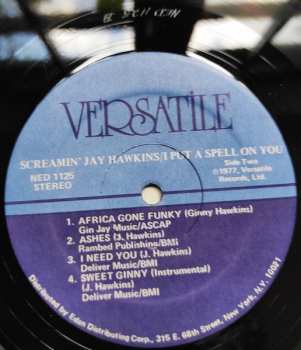 VERSATILE
SCREAMIN' JAY HAWKINS/I PUT A SPELL ON YOU
NED 1125
STEREO
Side Two
℗1977, Versatile
Records, Ltd.
1. AFRICA GONE FUNKY (Ginny Hawkins)
Gin Jay Music/ASCAP
2. ASHES (J. Hawkins)
Rambed Publishing/BMI
3. I NEED YOU (J. Hawkins)
Deliver Music/BMI
4. SWEET GINNY (Instrumental)
(J. Hawkins)
Deliver Music/BMI
Distributed by Eden Distributing Corp., 315 E. 68th Street, New York, N.Y. 10021